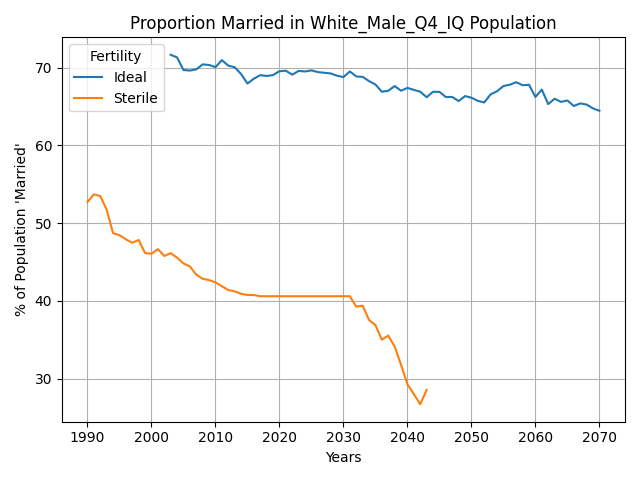 Proportion Married in White_Male_Q4_IQ Population
Fertility
Ideal
Sterile
% of Population 'Married'
70
60
50
40
30
1990 2000 2010 2020 2030 2040 2050 2060 2070
Years